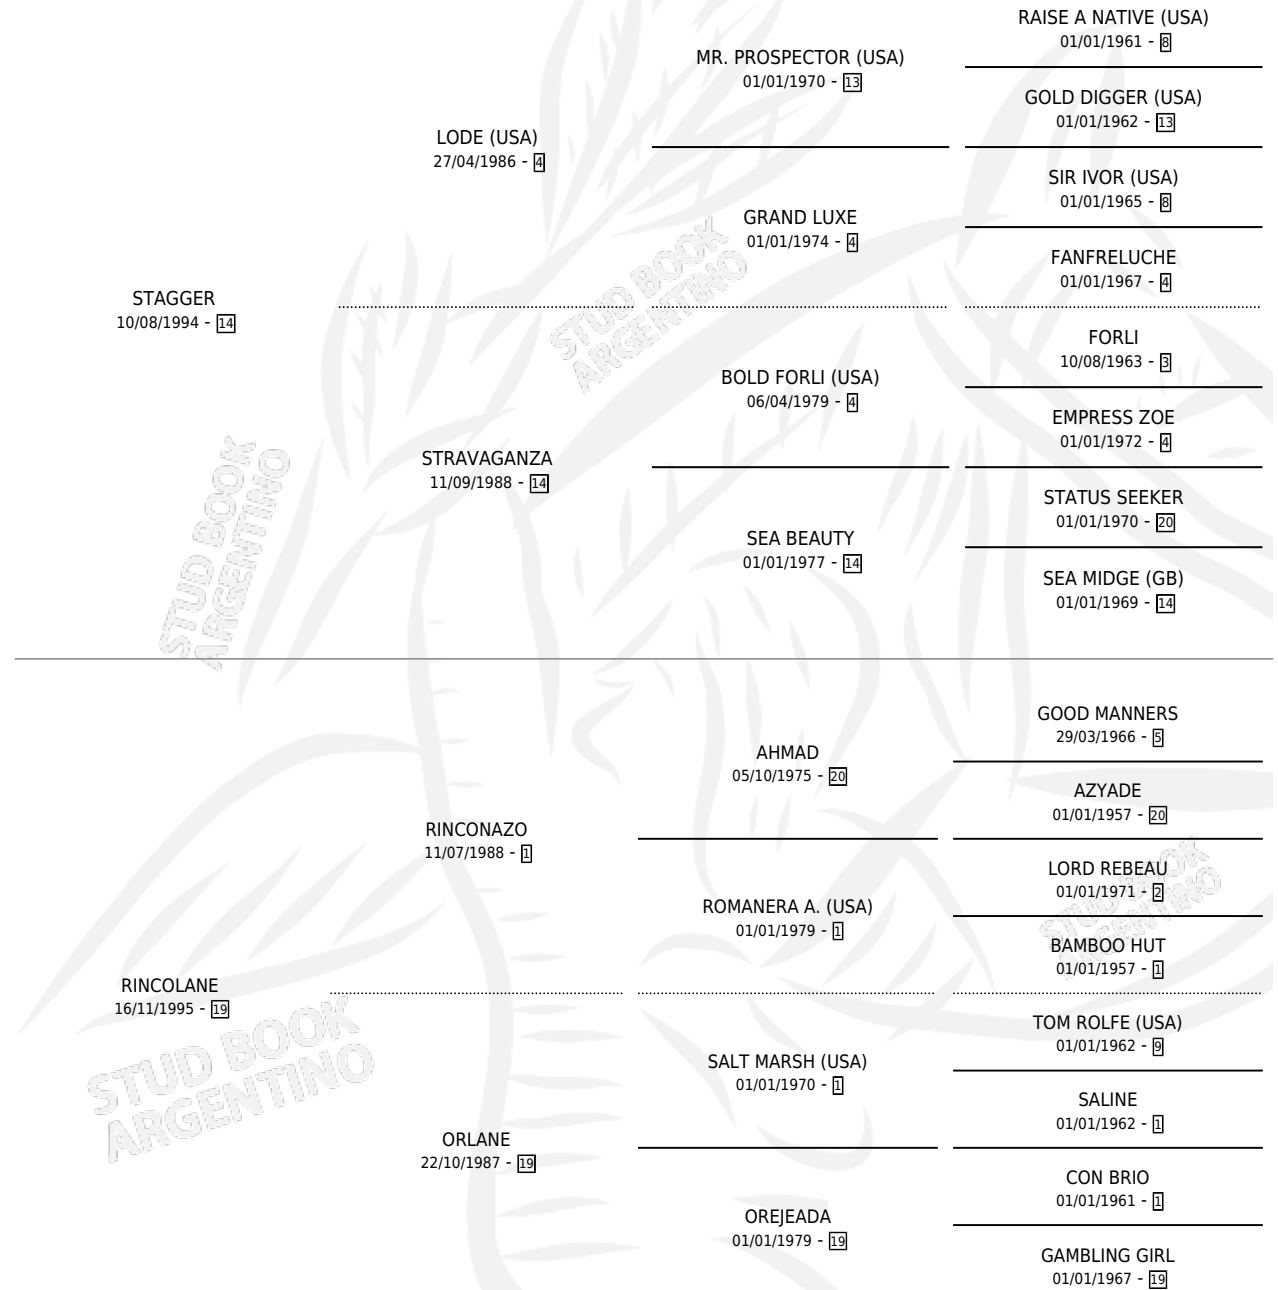 RAISE A NATIVE (USA)
01/01/1961 - 8
MR. PROSPECTOR (USA)
01/01/1970 - 13
GOLD DIGGER (USA)
01/01/1962 - 13
LODE (USA)
27/04/1986 - 4
SIR IVOR (USA)
01/01/1965 - 8
GRAND LUXE
01/01/1974 - 4
FANFRELUCHE
01/01/1967 - 4
STAGGER
10/08/1994 - 14
STUD BOOK
ARGENTINO
FORLI
10/08/1963 - 3
BOLD FORLI (USA)
06/04/1979 - 4
EMPRESS ZOE
01/01/1972 - 4
STRAVAGANZA
11/09/1988 - 14
STATUS SEEKER
01/01/1970 - 20
SEA BEAUTY
01/01/1977 - 14
SEA MIDGE (GB)
01/01/1969 - 14
STUD BOOK
ARGENTINO
GOOD MANNERS
29/03/1966 - 5
AHMAD
05/10/1975 - 20
AZYADE
01/01/1957 - 20
RINCONAZO
11/07/1988 - 1
LORD REBEAU
01/01/1971 - 2
ROMANERA A. (USA)
01/01/1979 - 1
STUD BOOK
ARGENTINO
BAMBOO HUT
01/01/1957 - 1
RINCOLANE
16/11/1995 - 19
STUD BOOK
ARGENTINO
TOM ROLFE (USA)
01/01/1962 - 9
SALT MARSH (USA)
01/01/1970 - 1
SALINE
01/01/1962 - 1
ORLANE
22/10/1987 - 19
CON BRIO
01/01/1961 - 1
OREJEADA
01/01/1979 - 19
GAMBLING GIRL
01/01/1967 - 19